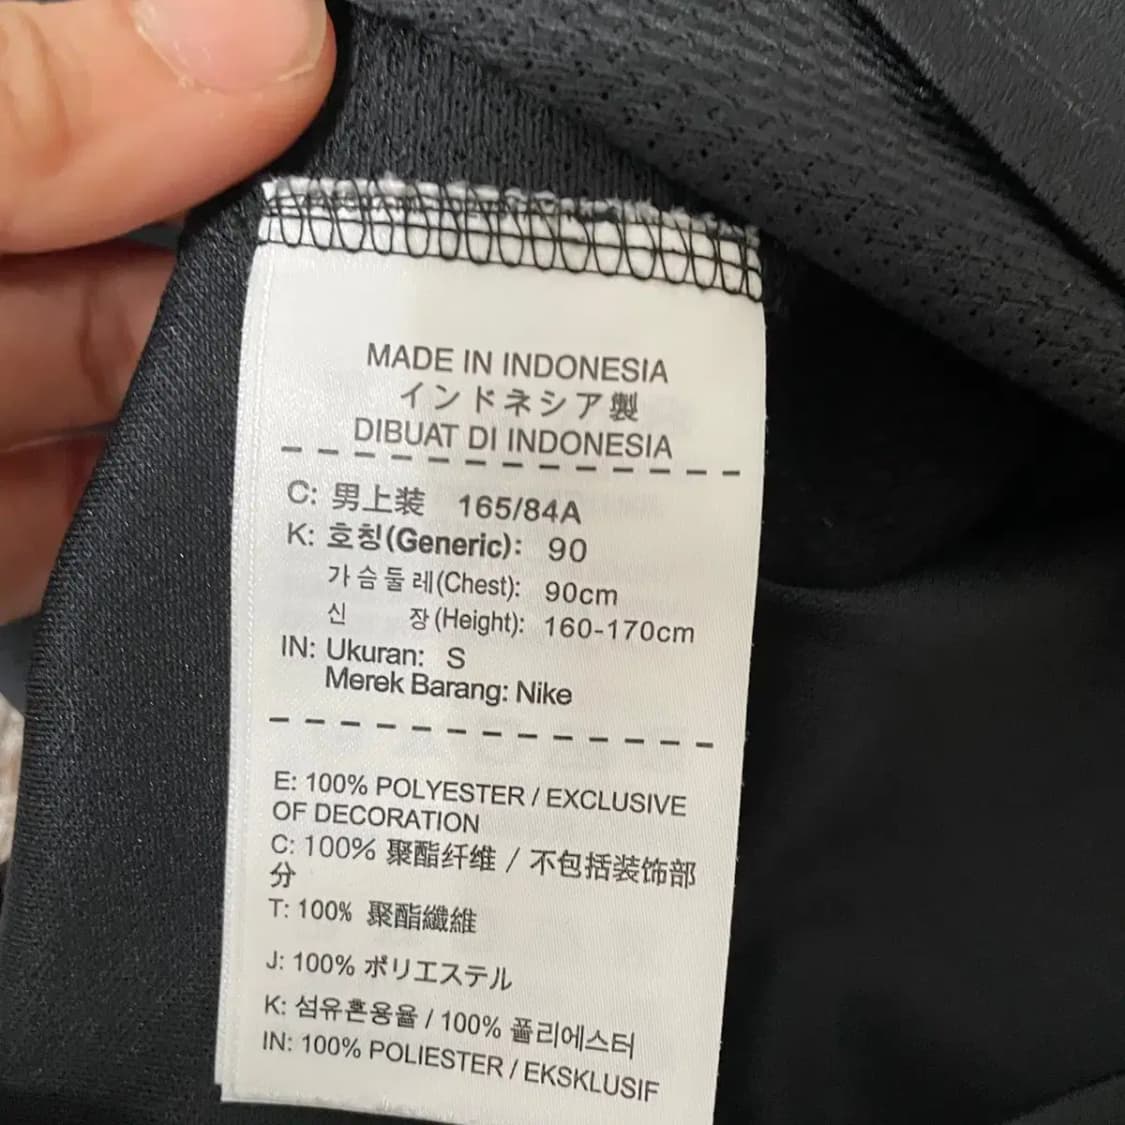 MADE IN INDONESIA
インドネシア製
DIBUAT DI INDONESIA
C: 男上装 165/84A
K: 호칭(Generic): 90
가슴둘레(Chest): 90cm
신 장(Height): 160-170cm
IN: Ukuran: S
Merek Barang: Nike
E: 100% POLYESTER / EXCLUSIVE
OF DECORATION
C: 100% 聚酯纤维 / 不包括装饰部
分
T: 100% 聚酯纖維
J: 100% ポリエステル
K: 섬유혼용율 / 100% 폴리에스터
IN: 100% POLIESTER / EKSKLUSIF